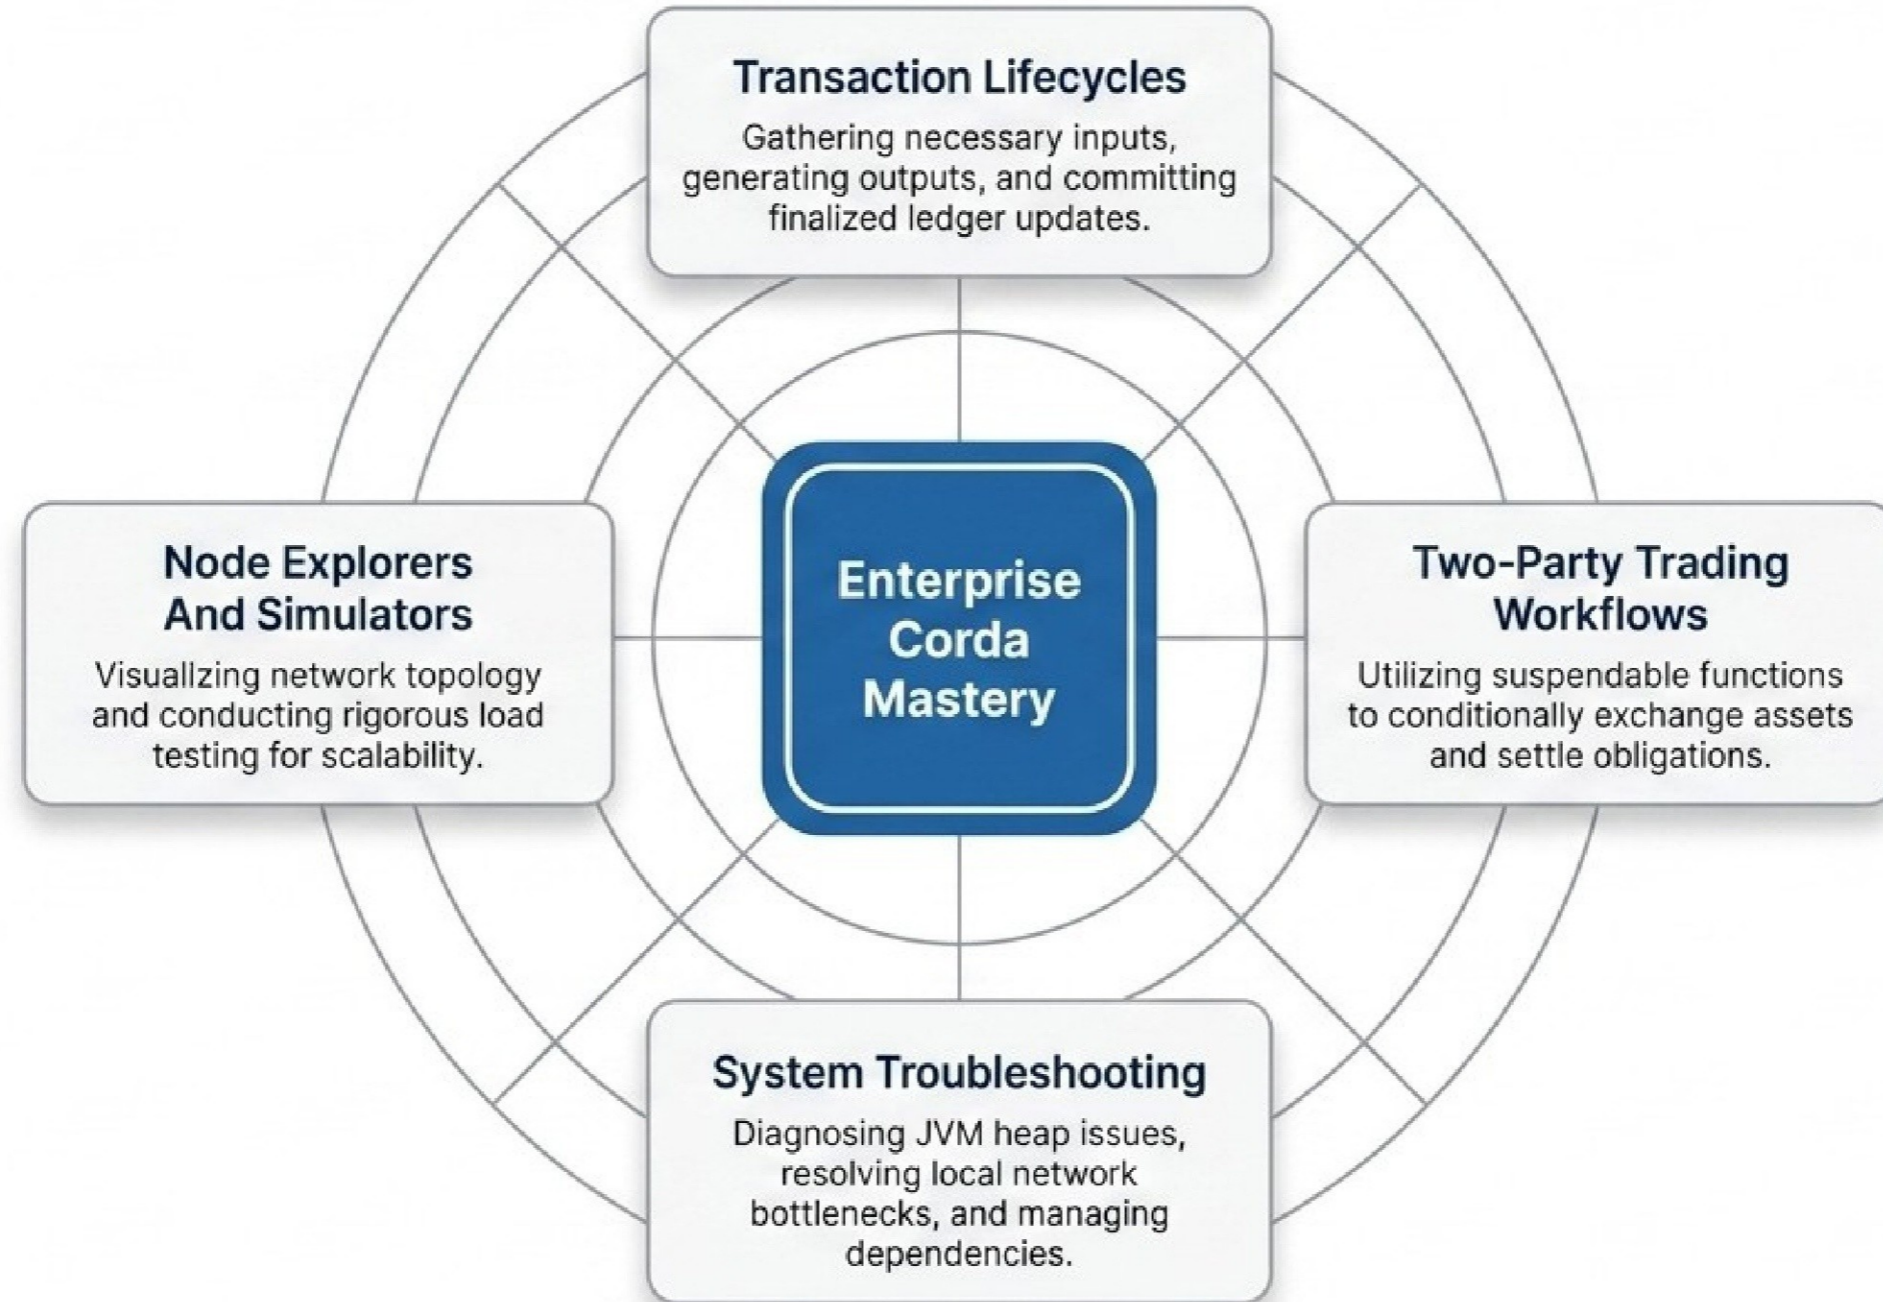 Transaction Lifecycles
Gathering necessary inputs,
generating outputs, and committing
finalized ledger updates.
Node Explorers
And Simulators
Visualizing network topology
and conducting rigorous load
testing for scalability.
Enterprise
Corda
Mastery
Two-Party Trading
Workflows
Utilizing suspendable functions
to conditionally exchange assets
and settle obligations.
System Troubleshooting
Diagnosing JVM heap issues,
resolving local network
bottlenecks, and managing
dependencies.